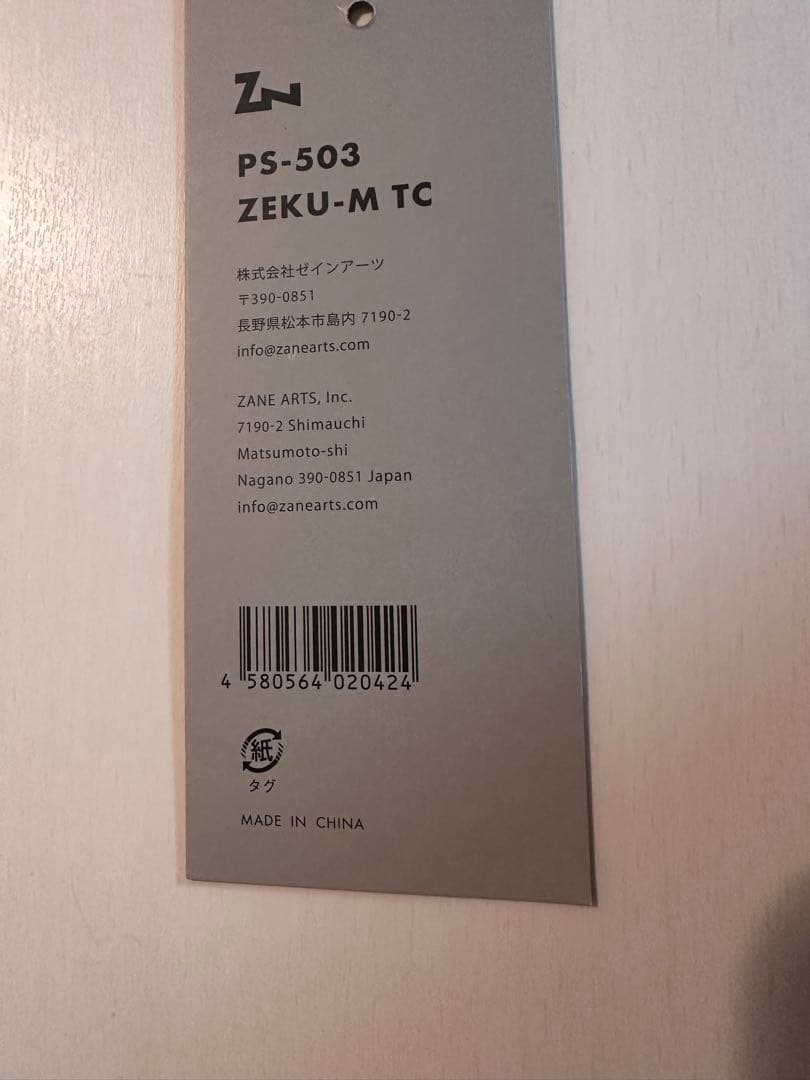 ZN
PS-503
ZEKU-M TC
株式会社ゼインアーツ
〒390-0851
長野県松本市島内 7190-2
info@zanearts.com
ZANE ARTS, Inc.
7190-2 Shimauchi
Matsumoto-shi
Nagano 390-0851 Japan
info@zanearts.com
4 580564 020424
紙
タグ
MADE IN CHINA